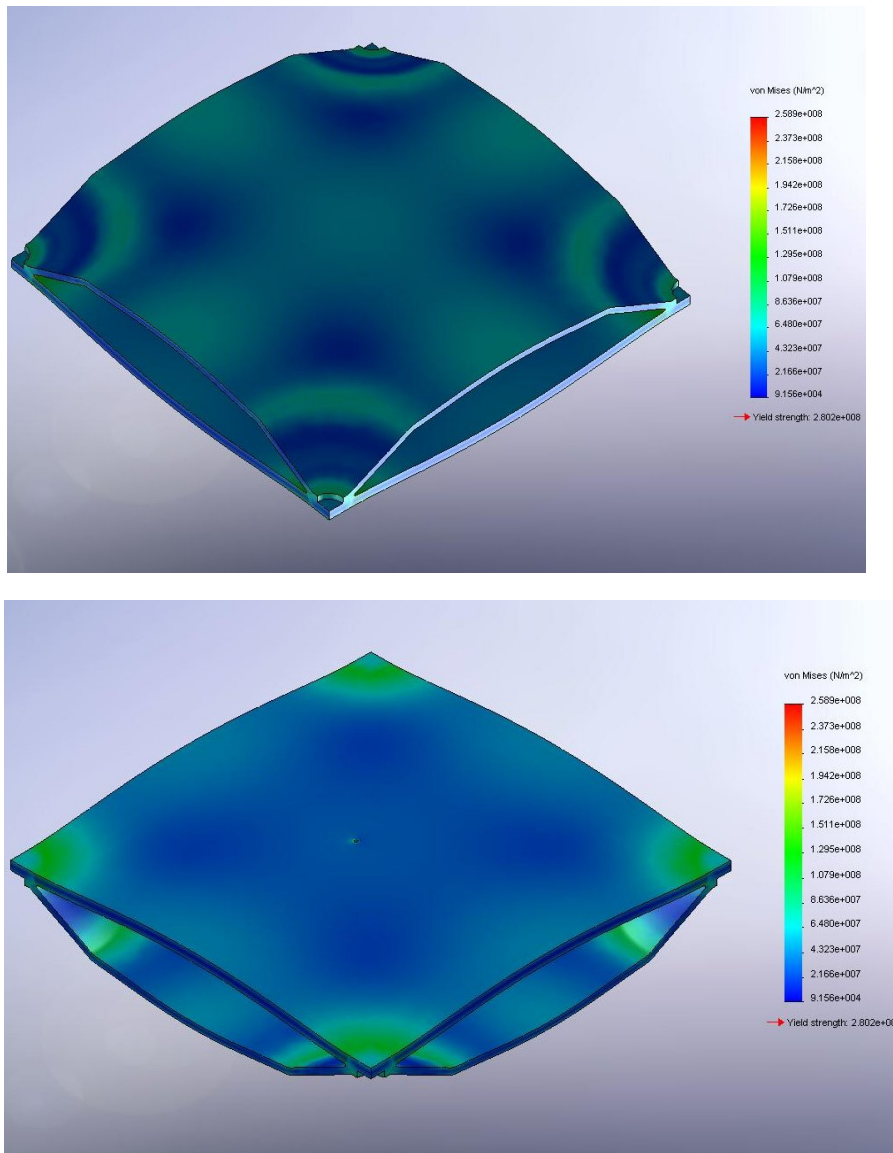 von Mises (N/m^2)
2.589e+008
2.373e+008
2.158e+008
1.942e+008
1.726e+008
1.511e+008
1.295e+008
1.079e+008
8.636e+007
6.480e+007
4.323e+007
2.166e+007
9.156e+004
Yield strength: 2.802e+008
von Mises (N/m^2)
2.589e+008
2.373e+008
2.158e+008
1.942e+008
1.726e+008
1.511e+008
1.295e+008
1.079e+008
8.636e+007
6.480e+007
4.323e+007
2.166e+007
9.156e+004
Yield strength: 2.802e+00